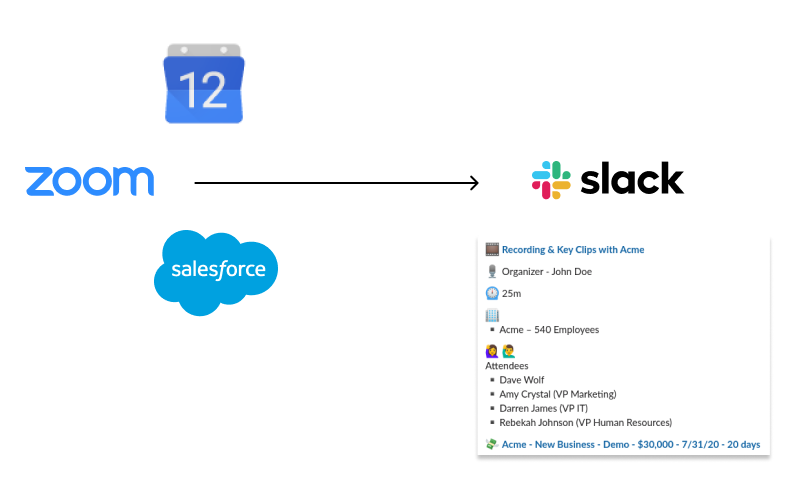 12
zoom
slack
salesforce
Recording & Key Clips with Acme
Organizer - John Doe
25m
Acme – 540 Employees
Attendees
Dave Wolf
Amy Crystal (VP Marketing)
Darren James (VP IT)
Rebekah Johnson (VP Human Resources)
Acme - New Business - Demo - $30,000 - 7/31/20 - 20 days